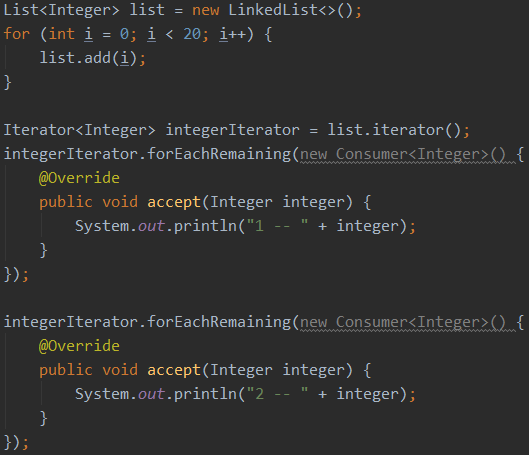 List<Integer> list = new LinkedList<>();
for (int i = 0; i < 20; i++) {
    list.add(i);
}

Iterator<Integer> integerIterator = list.iterator();
integerIterator.forEachRemaining(new Consumer<Integer>() {
    @Override
    public void accept(Integer integer) {
        System.out.println("1 -- " + integer);
    }
});

integerIterator.forEachRemaining(new Consumer<Integer>() {
    @Override
    public void accept(Integer integer) {
        System.out.println("2 -- " + integer);
    }
});